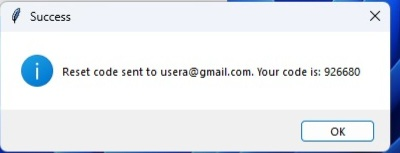 Success
Reset code sent to usera@gmail.com. Your code is: 926680
OK